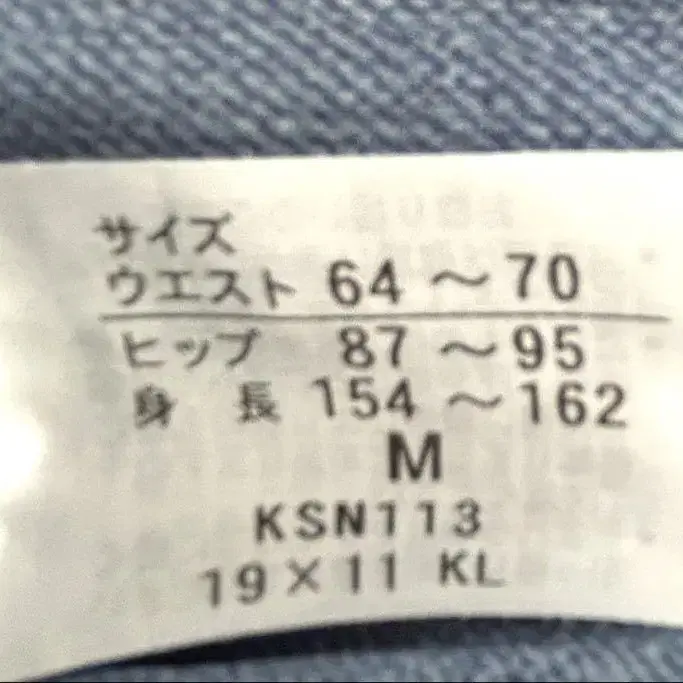 サイズ
ウエスト 64 ～ 70
ヒップ 87 ～ 95
身 長 154 ～ 162
M
KSN113
19×11 KL